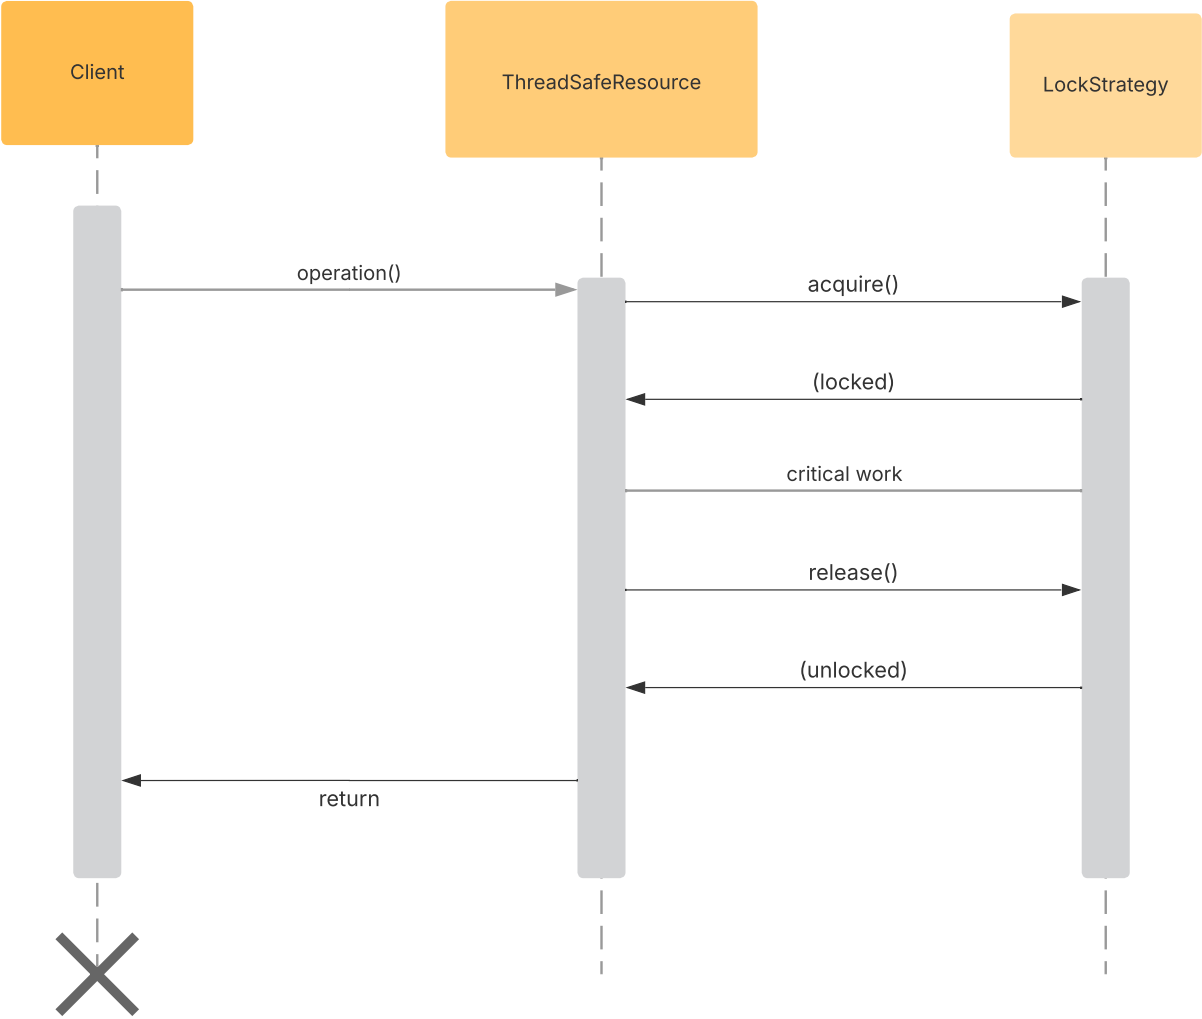 Client
ThreadSafeResource
LockStrategy
operation()
acquire()
(locked)
critical work
release()
(unlocked)
return